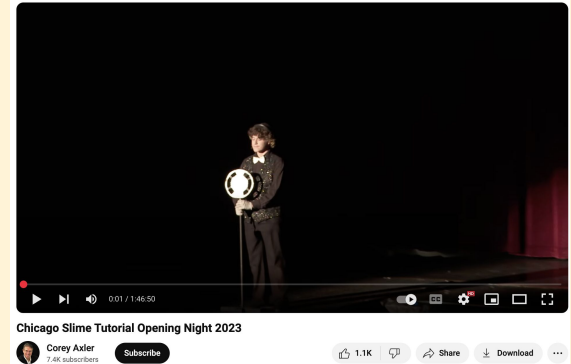 0:01 / 1:46:50
CC
HD
Chicago Slime Tutorial Opening Night 2023
Corey Axler
7.4K subscribers
Subscribe
1.1K
Share
Download